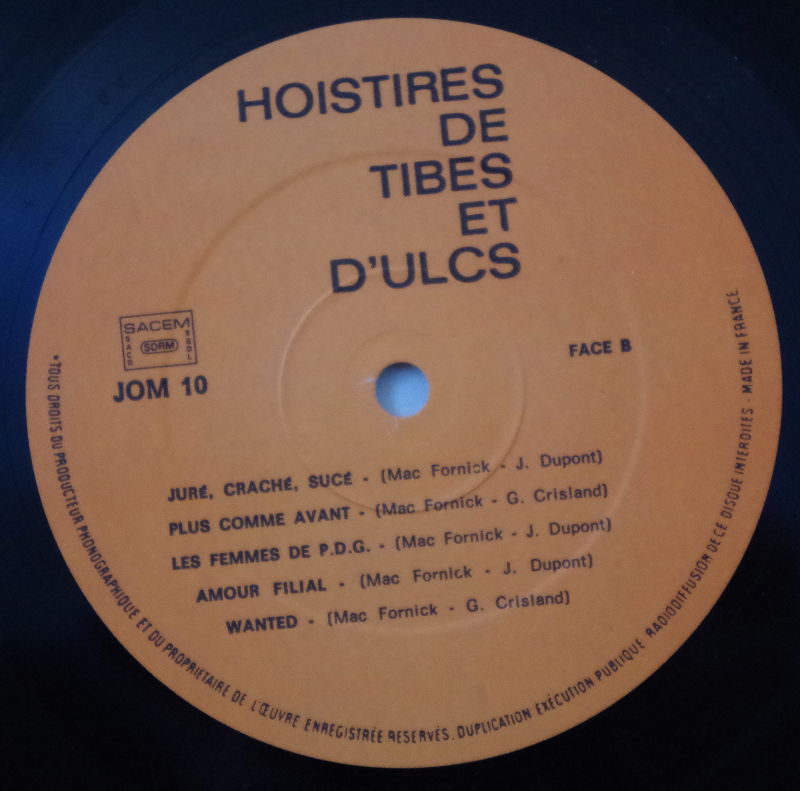 HOISTIRES
DE
TIBES
ET
D'ULCS
SACEM
SACD
SDRM
SGDL
JOM 10
FACE B
JURÉ, CRACHÉ, SUCÉ - (Mac Fornick - J. Dupont)
PLUS COMME AVANT - (Mac Fornick - G. Crisland)
LES FEMMES DE P.D.G. - (Mac Fornick - J. Dupont)
AMOUR FILIAL - (Mac Fornick - J. Dupont)
WANTED - (Mac Fornick - G. Crisland)
*TOUS DROITS DU PRODUCTEUR PHONOGRAPHIQUE ET DU PROPRIETAIRE DE L'ŒUVRE ENREGISTRÉE RESERVÉS. DUPLICATION EXÉCUTION PUBLIQUE RADIODIFFUSION DE CE DISQUE INTERDITES - MADE IN FRANCE